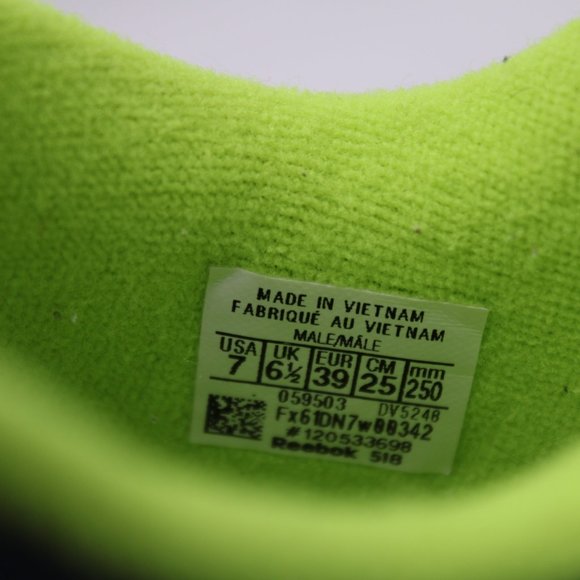 MADE IN VIETNAM
FABRIQUÉ AU VIETNAM
MALE/MÂLE
USA UK EUR CM mm
7 6½ 39 25 250
059503 DV5248
Fx61DN7w00342
#120533698
Reebok 518